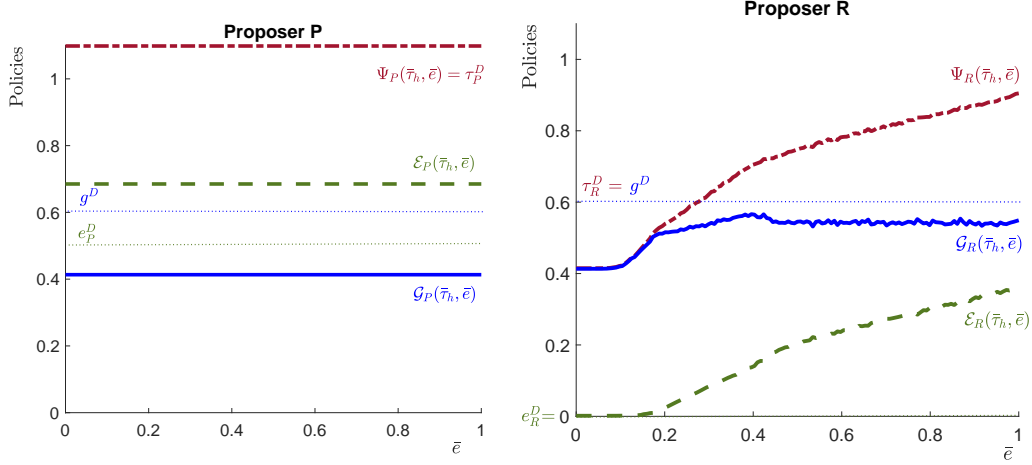 Proposer P
Policies
1
0.8
0.6
0.4
0.2
0
Ψ_P(τ̄_h, ē) = τ_P^D
ℰ_P(τ̄_h, ē)
g^D
e_P^D
𝒢_P(τ̄_h, ē)
0 0.2 0.4 0.6 0.8 1
ē
Proposer R
Policies
1
0.8
0.6
0.4
0.2
0
Ψ_R(τ̄_h, ē)
τ_R^D = g^D
𝒢_R(τ̄_h, ē)
ℰ_R(τ̄_h, ē)
e_R^D =
0 0.2 0.4 0.6 0.8 1
ē